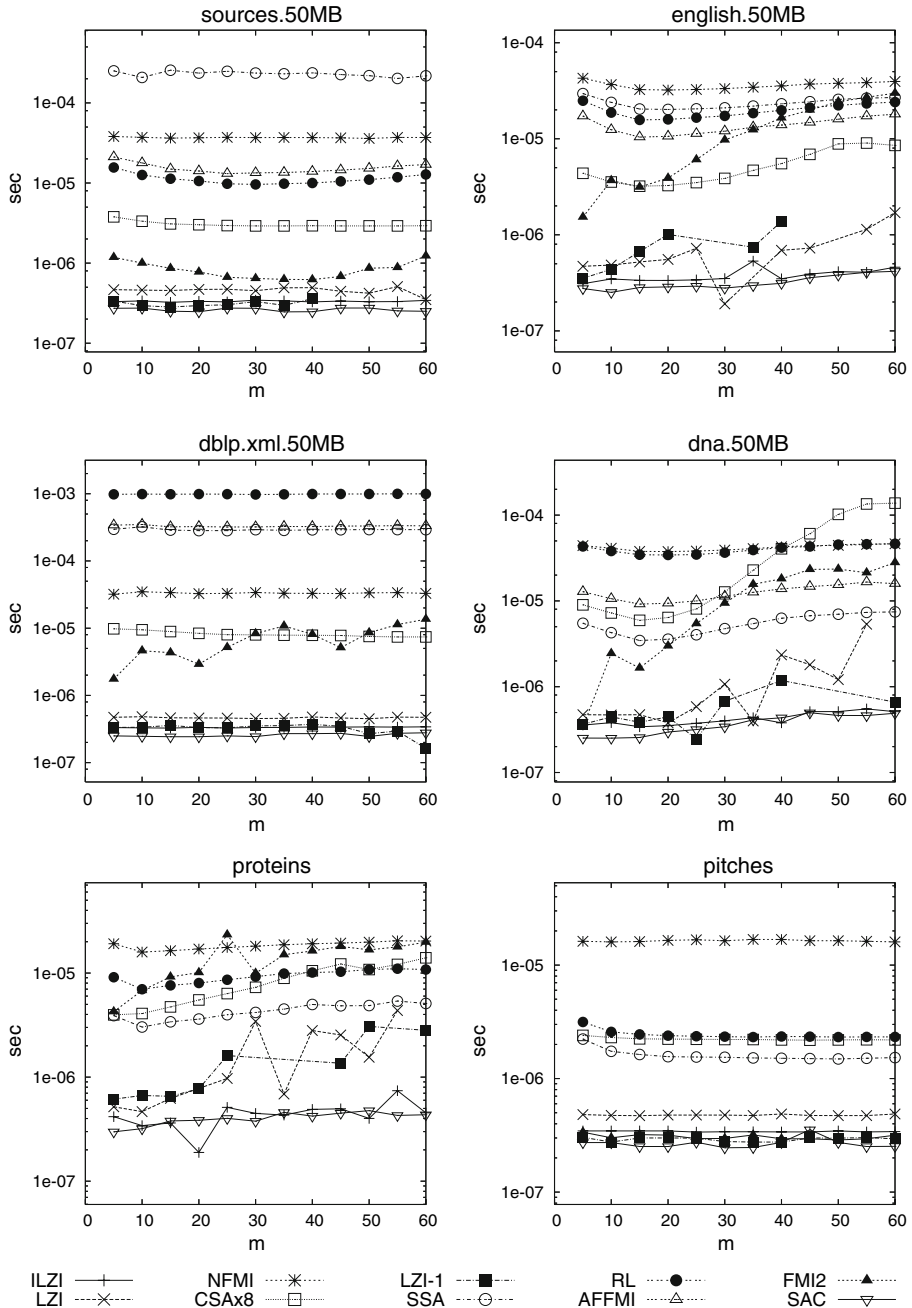 sources.50MB
english.50MB
1e-04
1e-05
1e-06
1e-07
sec
0 10 20 30 40 50 60
m
1e-04
1e-05
1e-06
1e-07
sec
0 10 20 30 40 50 60
m
dblp.xml.50MB
dna.50MB
1e-03
1e-04
1e-05
1e-06
1e-07
sec
0 10 20 30 40 50 60
m
1e-04
1e-05
1e-06
1e-07
sec
0 10 20 30 40 50 60
m
proteins
pitches
1e-05
1e-06
1e-07
sec
0 10 20 30 40 50 60
m
1e-05
1e-06
1e-07
sec
0 10 20 30 40 50 60
m
ILZI NFMI LZI-1 RL FMI2
LZI CSAx8 SSA AFFMI SAC